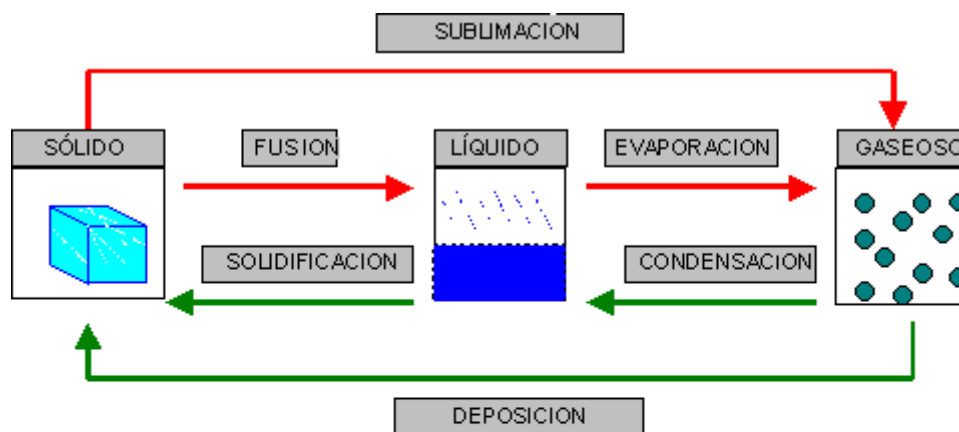 SUBLIMACION
SÓLIDO
FUSION
LÍQUIDO
EVAPORACION
GASEOSO
SOLIDIFICACION
CONDENSACION
DEPOSICION